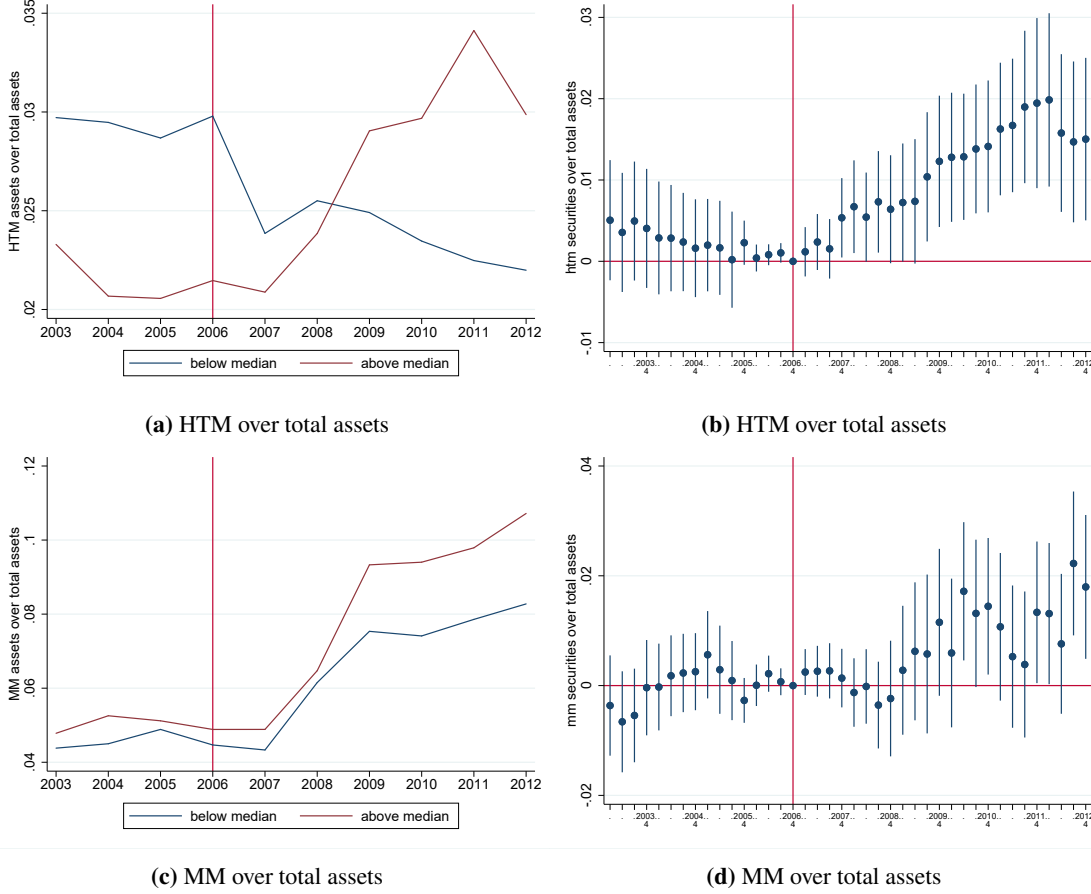 .035
.03
.025
.02
HTM assets over total assets
2003 2004 2005 2006 2007 2008 2009 2010 2011 2012
below median above median
(a) HTM over total assets
.03
.02
.01
0
-.01
htm securities over total assets
. . .2003. . .2004. . .2005. . .2006. . .2007. . .2008. . .2009. . .2010. . .2011. . .2012
4 4 4 4 4 4 4 4 4 4
(b) HTM over total assets
.12
.1
.08
.06
.04
MM assets over total assets
2003 2004 2005 2006 2007 2008 2009 2010 2011 2012
below median above median
(c) MM over total assets
.04
.02
0
-.02
mm securities over total assets
. . .2003. . .2004. . .2005. . .2006. . .2007. . .2008. . .2009. . .2010. . .2011. . .2012
4 4 4 4 4 4 4 4 4 4
(d) MM over total assets